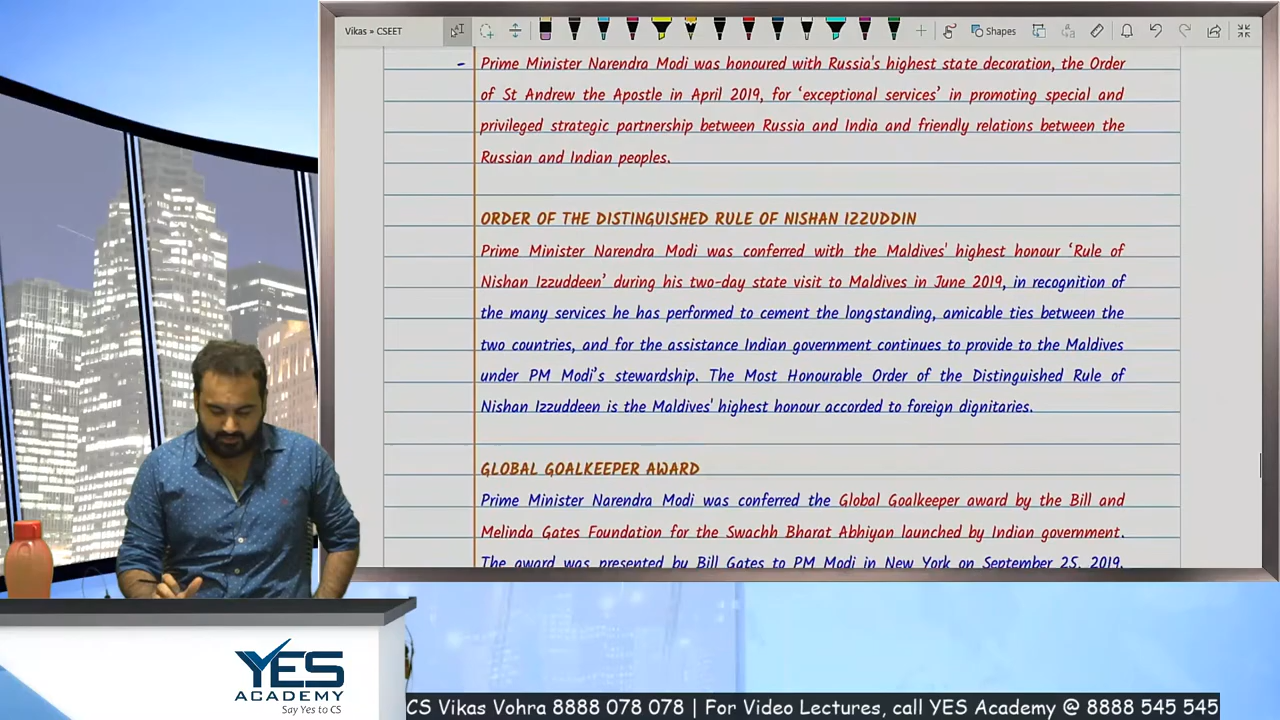 Vikas » CSEET
Shapes
- Prime Minister Narendra Modi was honoured with Russia's highest state decoration, the Order
of St Andrew the Apostle in April 2019, for ‘exceptional services’ in promoting special and
privileged strategic partnership between Russia and India and friendly relations between the
Russian and Indian peoples.
ORDER OF THE DISTINGUISHED RULE OF NISHAN IZZUDDIN
Prime Minister Narendra Modi was conferred with the Maldives' highest honour ‘Rule of
Nishan Izzuddeen’ during his two-day state visit to Maldives in June 2019, in recognition of
the many services he has performed to cement the longstanding, amicable ties between the
two countries, and for the assistance Indian government continues to provide to the Maldives
under PM Modi’s stewardship. The Most Honourable Order of the Distinguished Rule of
Nishan Izzuddeen is the Maldives' highest honour accorded to foreign dignitaries.
GLOBAL GOALKEEPER AWARD
Prime Minister Narendra Modi was conferred the Global Goalkeeper award by the Bill and
Melinda Gates Foundation for the Swachh Bharat Abhiyan launched by Indian government.
The award was presented by Bill Gates to PM Modi in New York on September 25, 2019.
YES
ACADEMY
Say Yes to CS
CS Vikas Vohra 8888 078 078 | For Video Lectures, call YES Academy @ 8888 545 545